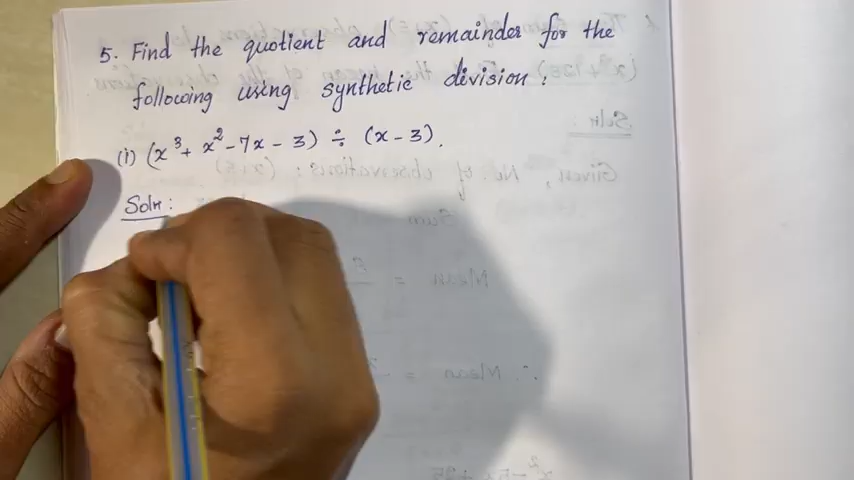 5. Find the quotient and remainder for the
following using synthetic division:
(i) (x³ + x² - 7x - 3) ÷ (x - 3).
Soln: